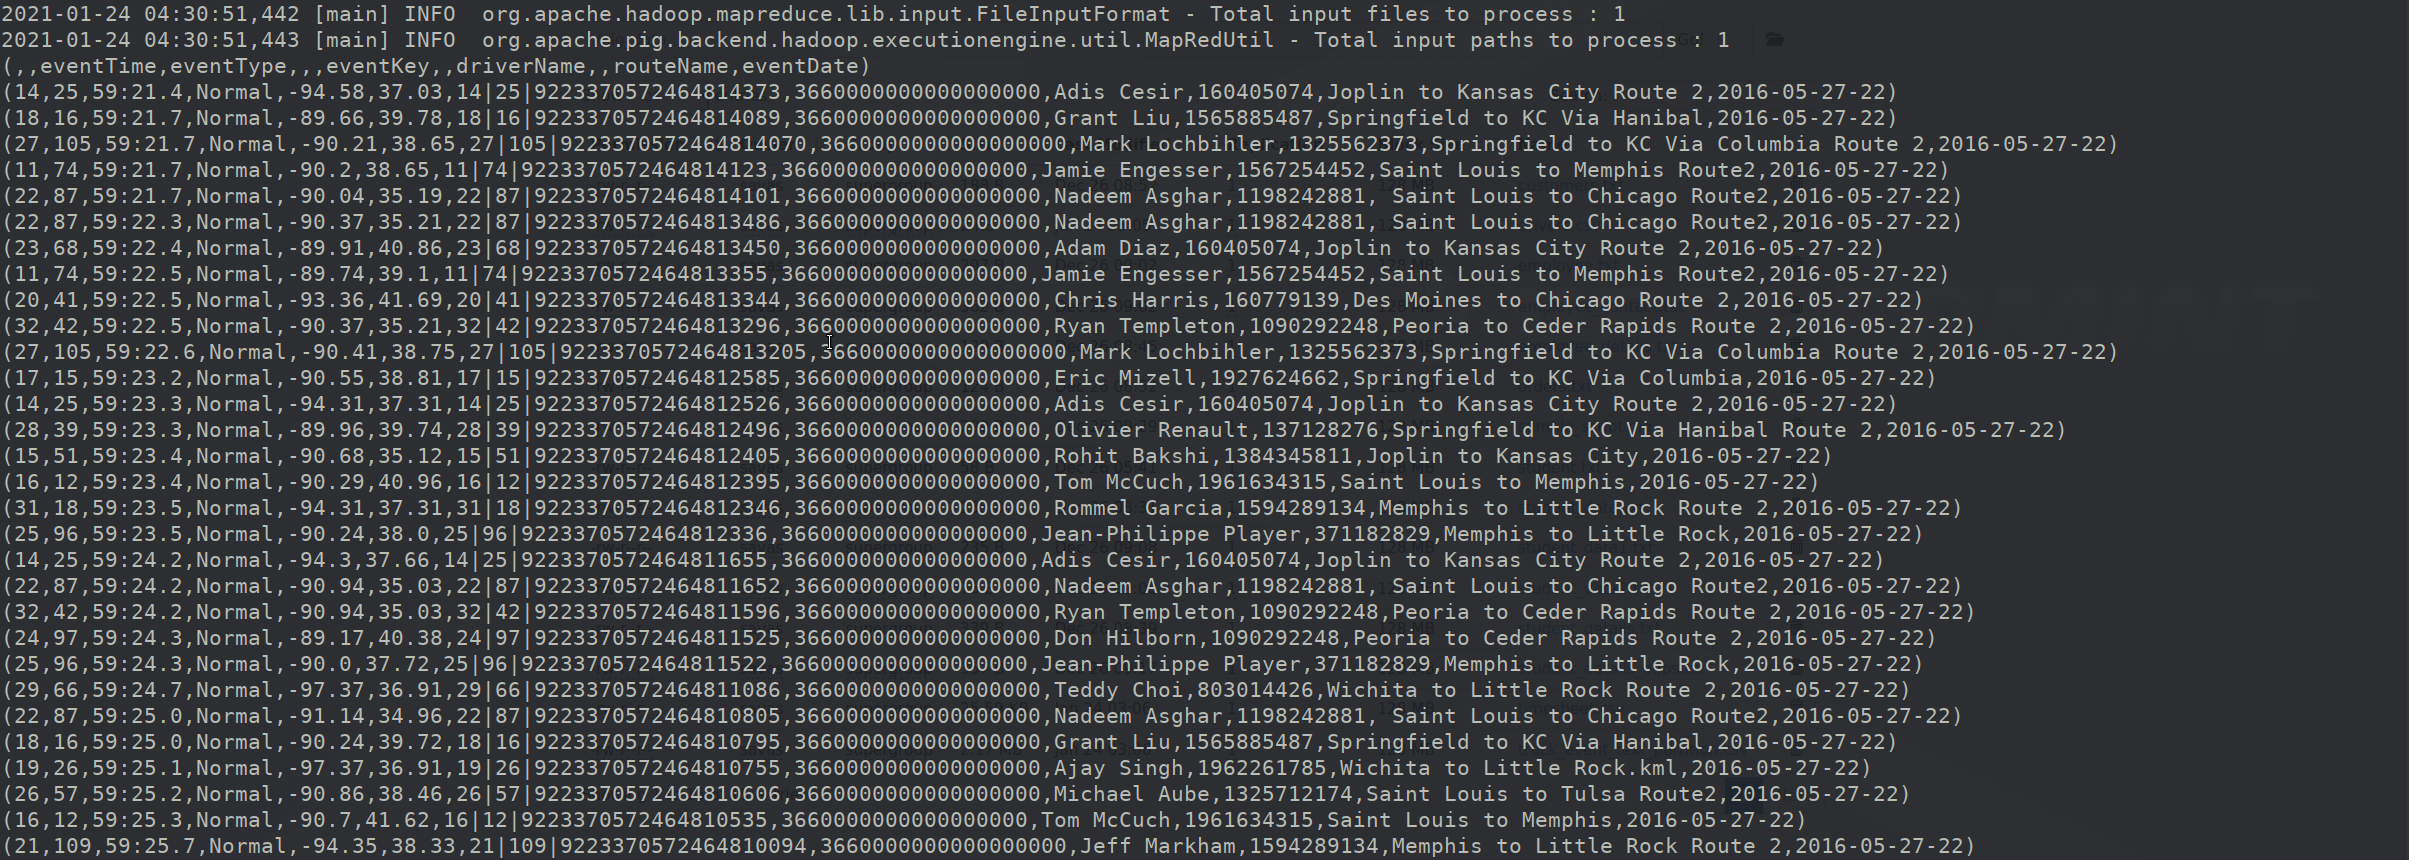 2021-01-24 04:30:51,442 [main] INFO  org.apache.hadoop.mapreduce.lib.input.FileInputFormat - Total input files to process : 1
2021-01-24 04:30:51,443 [main] INFO  org.apache.pig.backend.hadoop.executionengine.util.MapRedUtil - Total input paths to process : 1
(,,eventTime,eventType,,,eventKey,,driverName,,routeName,eventDate)
(14,25,59:21.4,Normal,-94.58,37.03,14|25|9223370572464814373,3660000000000000000,Adis Cesir,160405074,Joplin to Kansas City Route 2,2016-05-27-22)
(18,16,59:21.7,Normal,-89.66,39.78,18|16|9223370572464814089,3660000000000000000,Grant Liu,1565885487,Springfield to KC Via Hanibal,2016-05-27-22)
(27,105,59:21.7,Normal,-90.21,38.65,27|105|9223370572464814070,3660000000000000000,Mark Lochbihler,1325562373,Springfield to KC Via Columbia Route 2,2016-05-27-22)
(11,74,59:21.7,Normal,-90.2,38.65,11|74|9223370572464814123,3660000000000000000,Jamie Engesser,1567254452,Saint Louis to Memphis Route2,2016-05-27-22)
(22,87,59:21.7,Normal,-90.04,35.19,22|87|9223370572464814101,3660000000000000000,Nadeem Asghar,1198242881, Saint Louis to Chicago Route2,2016-05-27-22)
(22,87,59:22.3,Normal,-90.37,35.21,22|87|9223370572464813486,3660000000000000000,Nadeem Asghar,1198242881, Saint Louis to Chicago Route2,2016-05-27-22)
(23,68,59:22.4,Normal,-89.91,40.86,23|68|9223370572464813450,3660000000000000000,Adam Diaz,160405074,Joplin to Kansas City Route 2,2016-05-27-22)
(11,74,59:22.5,Normal,-89.74,39.1,11|74|9223370572464813355,3660000000000000000,Jamie Engesser,1567254452,Saint Louis to Memphis Route2,2016-05-27-22)
(20,41,59:22.5,Normal,-93.36,41.69,20|41|9223370572464813344,3660000000000000000,Chris Harris,160779139,Des Moines to Chicago Route 2,2016-05-27-22)
(32,42,59:22.5,Normal,-90.37,35.21,32|42|9223370572464813296,3660000000000000000,Ryan Templeton,1090292248,Peoria to Ceder Rapids Route 2,2016-05-27-22)
(27,105,59:22.6,Normal,-90.41,38.75,27|105|9223370572464813205,3660000000000000000,Mark Lochbihler,1325562373,Springfield to KC Via Columbia Route 2,2016-05-27-22)
(17,15,59:23.2,Normal,-90.55,38.81,17|15|9223370572464812585,3660000000000000000,Eric Mizell,1927624662,Springfield to KC Via Columbia,2016-05-27-22)
(14,25,59:23.3,Normal,-94.31,37.31,14|25|9223370572464812526,3660000000000000000,Adis Cesir,160405074,Joplin to Kansas City Route 2,2016-05-27-22)
(28,39,59:23.3,Normal,-89.96,39.74,28|39|9223370572464812496,3660000000000000000,Olivier Renault,137128276,Springfield to KC Via Hanibal Route 2,2016-05-27-22)
(15,51,59:23.4,Normal,-90.68,35.12,15|51|9223370572464812405,3660000000000000000,Rohit Bakshi,1384345811,Joplin to Kansas City,2016-05-27-22)
(16,12,59:23.4,Normal,-90.29,40.96,16|12|9223370572464812395,3660000000000000000,Tom McCuch,1961634315,Saint Louis to Memphis,2016-05-27-22)
(31,18,59:23.5,Normal,-94.31,37.31,31|18|9223370572464812346,3660000000000000000,Rommel Garcia,1594289134,Memphis to Little Rock Route 2,2016-05-27-22)
(25,96,59:23.5,Normal,-90.24,38.0,25|96|9223370572464812336,3660000000000000000,Jean-Philippe Player,371182829,Memphis to Little Rock,2016-05-27-22)
(14,25,59:24.2,Normal,-94.3,37.66,14|25|9223370572464811655,3660000000000000000,Adis Cesir,160405074,Joplin to Kansas City Route 2,2016-05-27-22)
(22,87,59:24.2,Normal,-90.94,35.03,22|87|9223370572464811652,3660000000000000000,Nadeem Asghar,1198242881, Saint Louis to Chicago Route2,2016-05-27-22)
(32,42,59:24.2,Normal,-90.94,35.03,32|42|9223370572464811596,3660000000000000000,Ryan Templeton,1090292248,Peoria to Ceder Rapids Route 2,2016-05-27-22)
(24,97,59:24.3,Normal,-89.17,40.38,24|97|9223370572464811525,3660000000000000000,Don Hilborn,1090292248,Peoria to Ceder Rapids Route 2,2016-05-27-22)
(25,96,59:24.3,Normal,-90.0,37.72,25|96|9223370572464811522,3660000000000000000,Jean-Philippe Player,371182829,Memphis to Little Rock,2016-05-27-22)
(29,66,59:24.7,Normal,-97.37,36.91,29|66|9223370572464811086,3660000000000000000,Teddy Choi,803014426,Wichita to Little Rock Route 2,2016-05-27-22)
(22,87,59:25.0,Normal,-91.14,34.96,22|87|9223370572464810805,3660000000000000000,Nadeem Asghar,1198242881, Saint Louis to Chicago Route2,2016-05-27-22)
(18,16,59:25.0,Normal,-90.24,39.72,18|16|9223370572464810795,3660000000000000000,Grant Liu,1565885487,Springfield to KC Via Hanibal,2016-05-27-22)
(19,26,59:25.1,Normal,-97.37,36.91,19|26|9223370572464810755,3660000000000000000,Ajay Singh,1962261785,Wichita to Little Rock.kml,2016-05-27-22)
(26,57,59:25.2,Normal,-90.86,38.46,26|57|9223370572464810606,3660000000000000000,Michael Aube,1325712174,Saint Louis to Tulsa Route2,2016-05-27-22)
(16,12,59:25.3,Normal,-90.7,41.62,16|12|9223370572464810535,3660000000000000000,Tom McCuch,1961634315,Saint Louis to Memphis,2016-05-27-22)
(21,109,59:25.7,Normal,-94.35,38.33,21|109|9223370572464810094,3660000000000000000,Jeff Markham,1594289134,Memphis to Little Rock Route 2,2016-05-27-22)